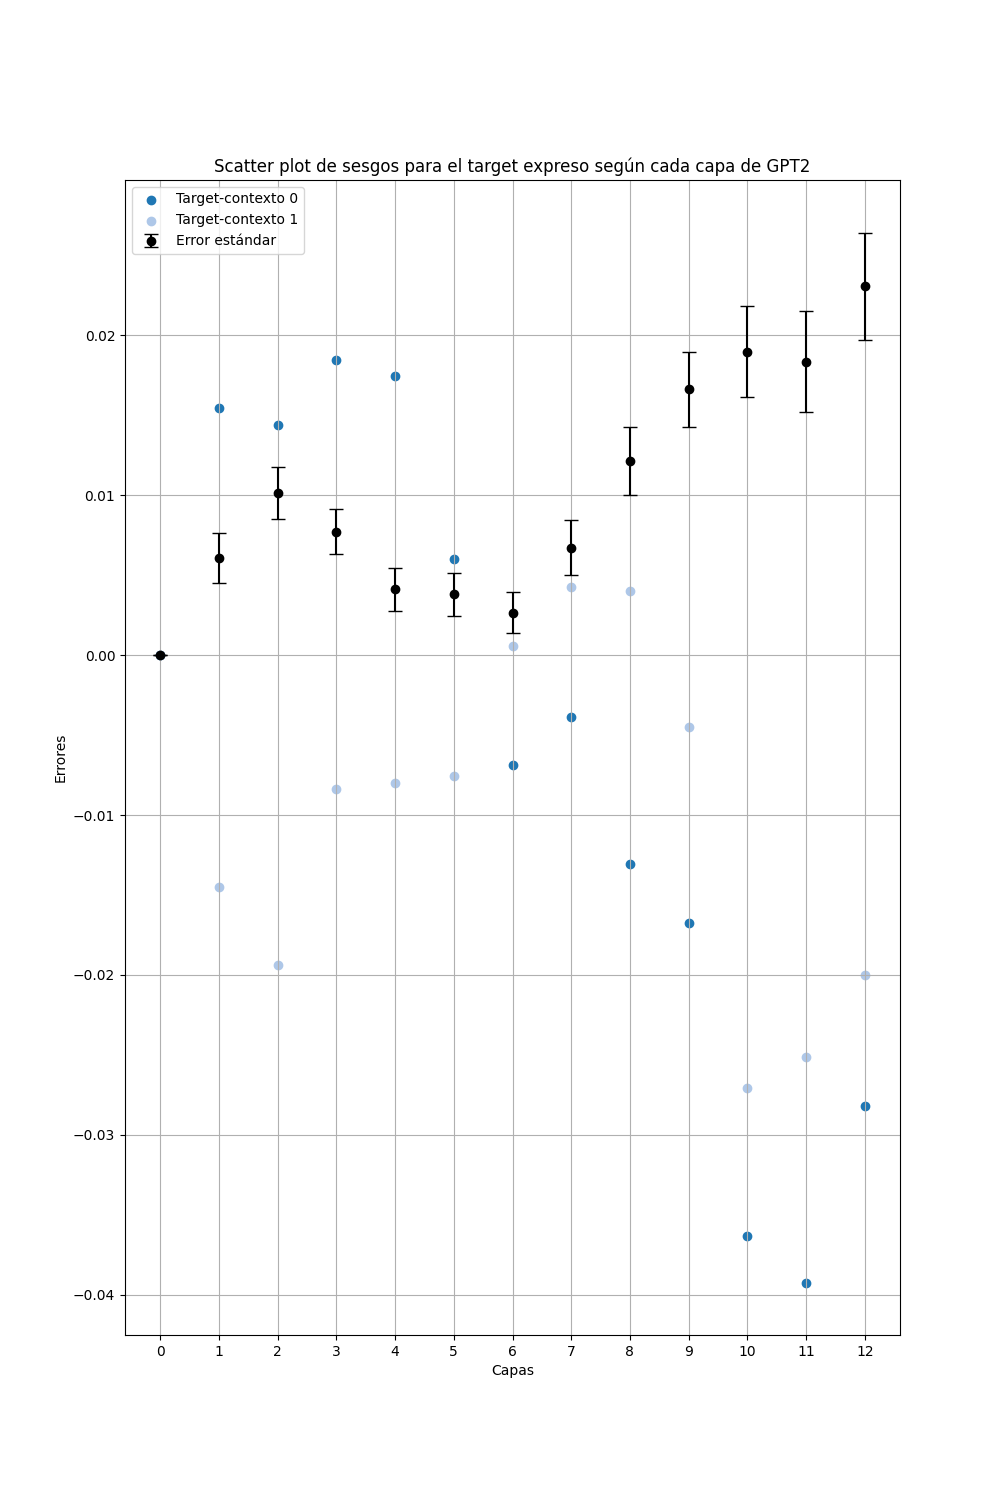 Scatter plot de sesgos para el target expreso según cada capa de GPT2
Target-contexto 0
Target-contexto 1
Error estándar
0.02
0.01
0.00
−0.01
−0.02
−0.03
−0.04
Errores
0 1 2 3 4 5 6 7 8 9 10 11 12
Capas